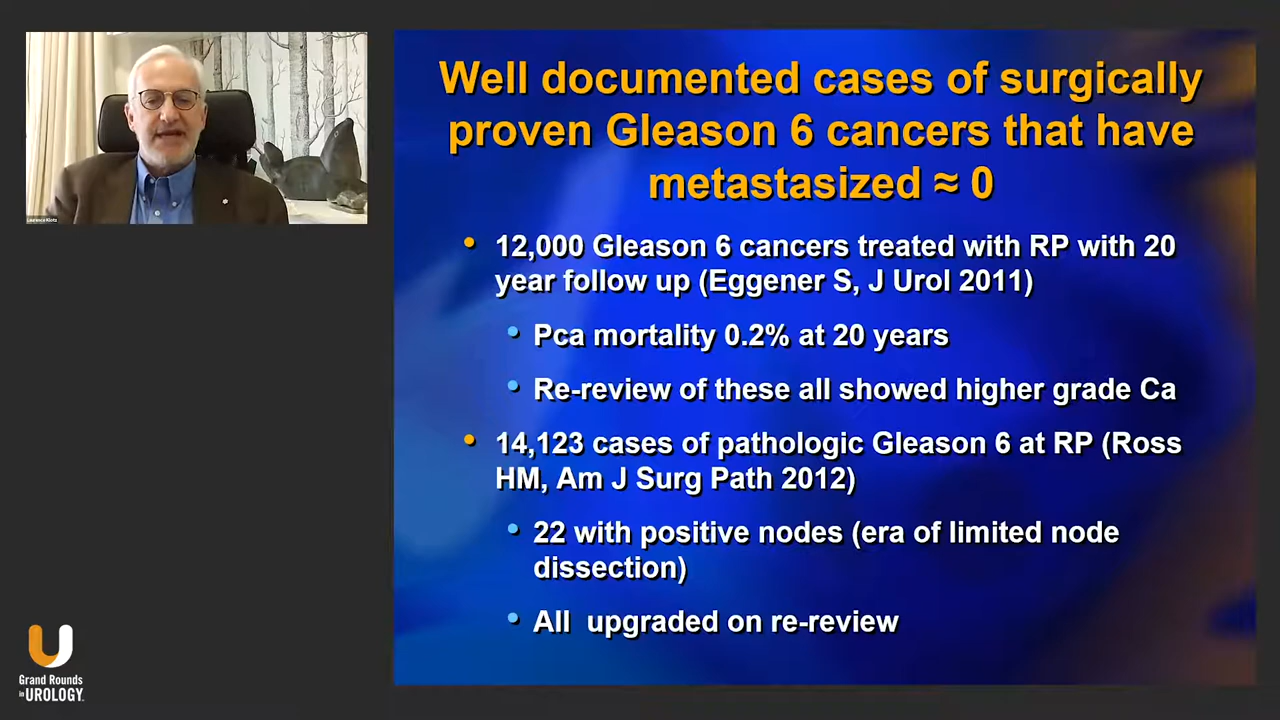 Well documented cases of surgically
proven Gleason 6 cancers that have
metastasized ≈ 0
• 12,000 Gleason 6 cancers treated with RP with 20
year follow up (Eggener S, J Urol 2011)
• Pca mortality 0.2% at 20 years
• Re-review of these all showed higher grade Ca
• 14,123 cases of pathologic Gleason 6 at RP (Ross
HM, Am J Surg Path 2012)
• 22 with positive nodes (era of limited node
dissection)
• All upgraded on re-review
Laurence Klotz
Grand Rounds
in UROLOGY